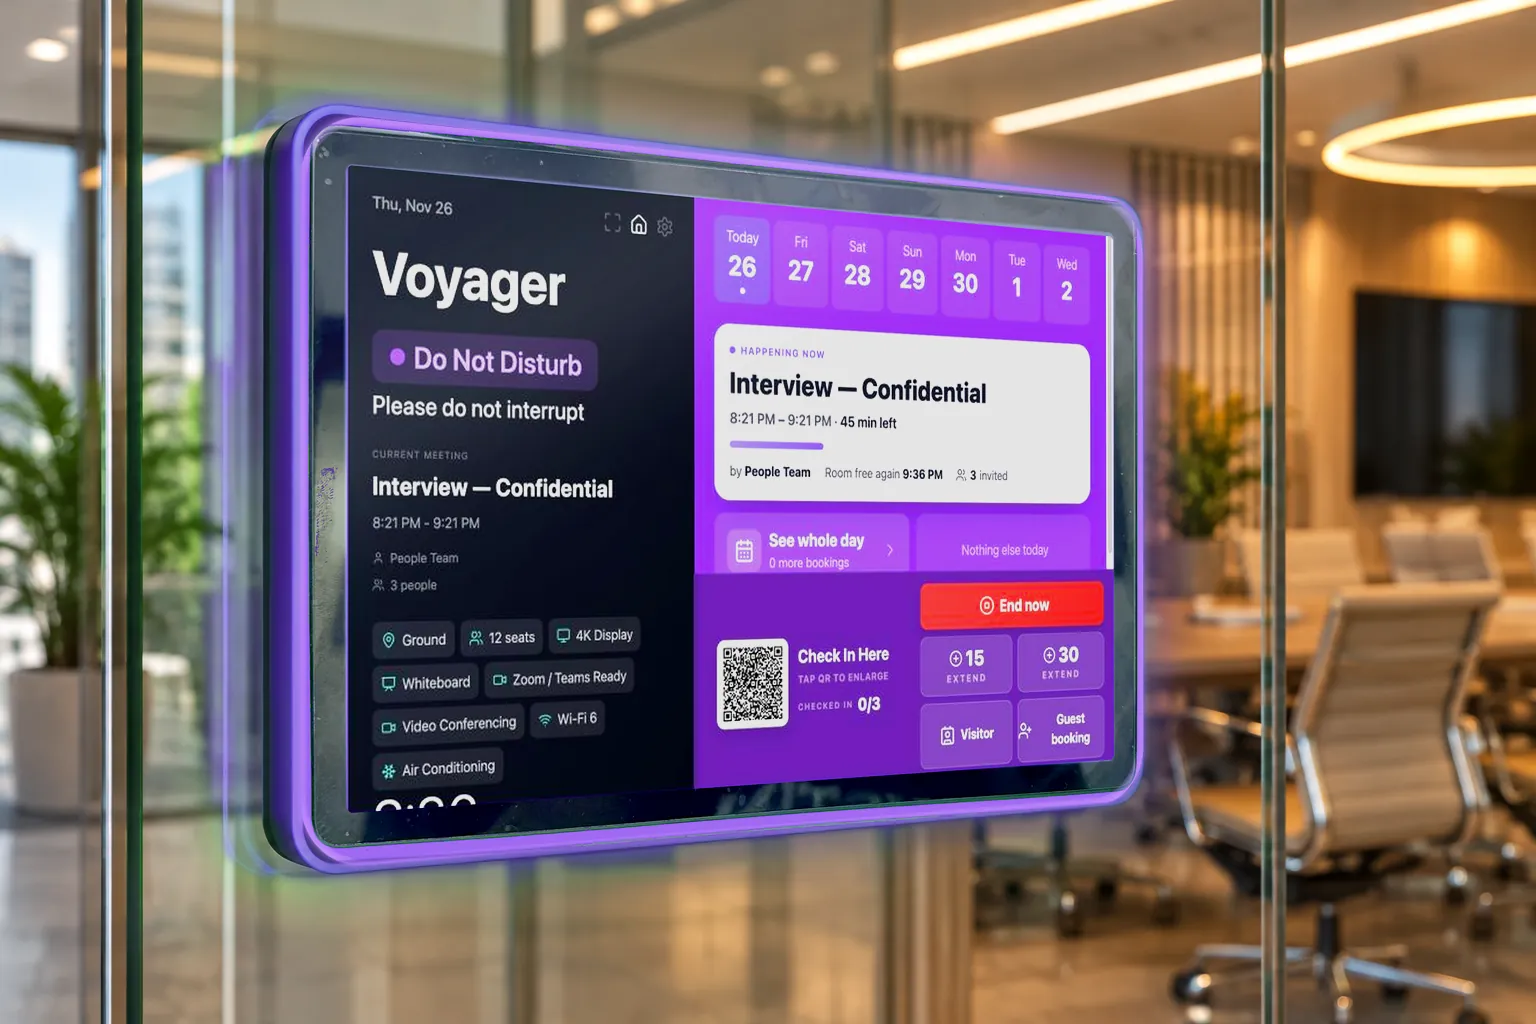 Thu, Nov 26
Voyager
Do Not Disturb
Please do not interrupt
CURRENT MEETING
Interview — Confidential
8:21 PM - 9:21 PM
People Team
3 people
Ground
12 seats
4K Display
Whiteboard
Zoom / Teams Ready
Video Conferencing
Wi-Fi 6
Air Conditioning
Today
26
Fri
27
Sat
28
Sun
29
Mon
30
Tue
1
Wed
2
HAPPENING NOW
Interview — Confidential
8:21 PM – 9:21 PM · 45 min left
by People Team Room free again 9:36 PM 3 invited
See whole day
0 more bookings
Nothing else today
Check In Here
TAP QR TO ENLARGE
CHECKED IN 0/3
End now
15
EXTEND
30
EXTEND
Visitor
Guest
booking